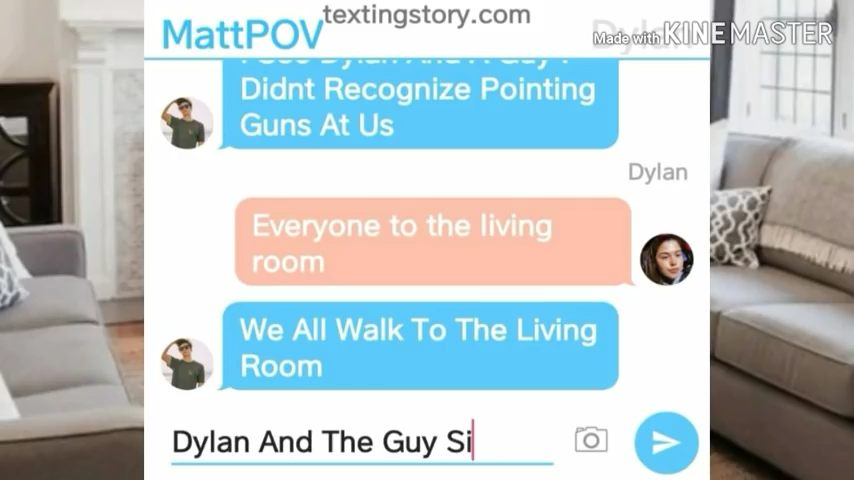 textingstory.com
MattPOV
Made with KINEMASTER
Dylan
Didnt Recognize Pointing
Guns At Us
Dylan
Everyone to the living
room
We All Walk To The Living
Room
Dylan And The Guy Si